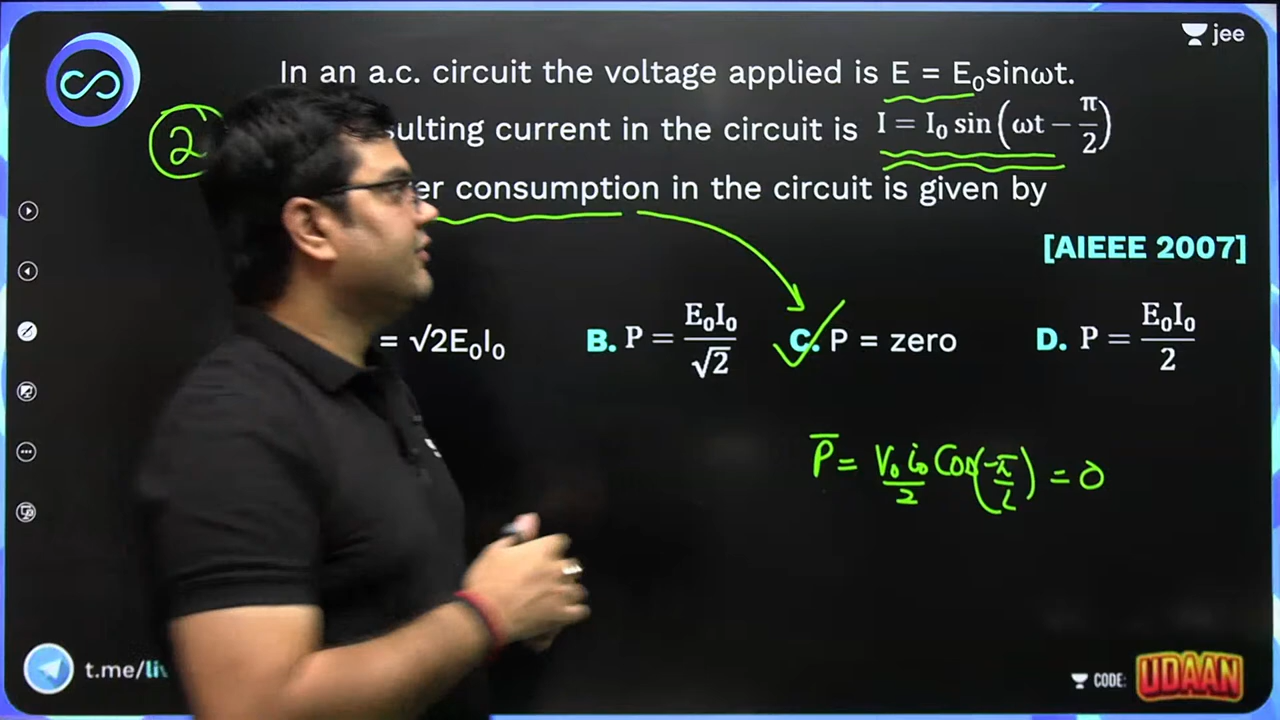 jee
In an a.c. circuit the voltage applied is E = E₀sinωt.
2
sulting current in the circuit is I = I₀ sin(ωt − π/2)
er consumption in the circuit is given by
[AIEEE 2007]
= √2E₀I₀ B. P = E₀I₀/√2 C. P = zero D. P = E₀I₀/2
P̅ = V₀i₀/2 Cos(-π/2) = 0
t.me/li
CODE: UDAAN